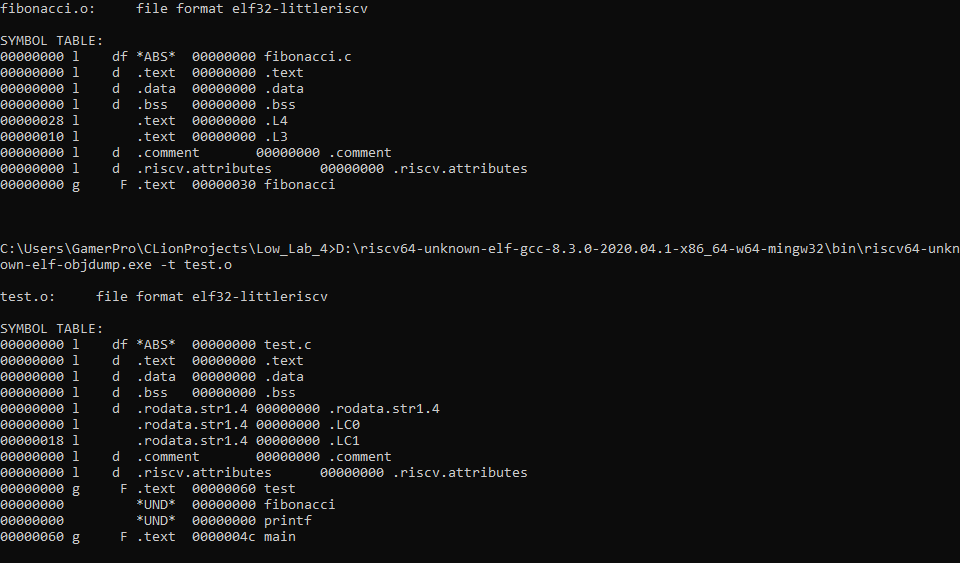 fibonacci.o:     file format elf32-littleriscv
SYMBOL TABLE:
00000000 l    df *ABS*  00000000 fibonacci.c
00000000 l    d  .text  00000000 .text
00000000 l    d  .data  00000000 .data
00000000 l    d  .bss   00000000 .bss
00000028 l       .text  00000000 .L4
00000010 l       .text  00000000 .L3
00000000 l    d  .comment       00000000 .comment
00000000 l    d  .riscv.attributes      00000000 .riscv.attributes
00000000 g     F .text  00000030 fibonacci
C:\Users\GamerPro\CLionProjects\Low_Lab_4>D:\riscv64-unknown-elf-gcc-8.3.0-2020.04.1-x86_64-w64-mingw32\bin\riscv64-unkn
own-elf-objdump.exe -t test.o
test.o:     file format elf32-littleriscv
SYMBOL TABLE:
00000000 l    df *ABS*  00000000 test.c
00000000 l    d  .text  00000000 .text
00000000 l    d  .data  00000000 .data
00000000 l    d  .bss   00000000 .bss
00000000 l    d  .rodata.str1.4 00000000 .rodata.str1.4
00000000 l       .rodata.str1.4 00000000 .LC0
00000018 l       .rodata.str1.4 00000000 .LC1
00000000 l    d  .comment       00000000 .comment
00000000 l    d  .riscv.attributes      00000000 .riscv.attributes
00000000 g     F .text  00000060 test
00000000         *UND*  00000000 fibonacci
00000000         *UND*  00000000 printf
00000060 g     F .text  0000004c main